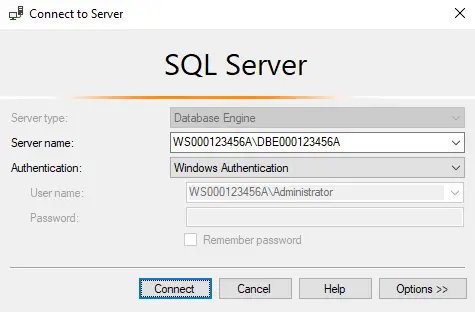 Connect to Server
SQL Server
Server type: Database Engine
Server name: WS000123456A\DBE000123456A
Authentication: Windows Authentication
User name: WS000123456A\Administrator
Password:
Remember password
Connect Cancel Help Options >>